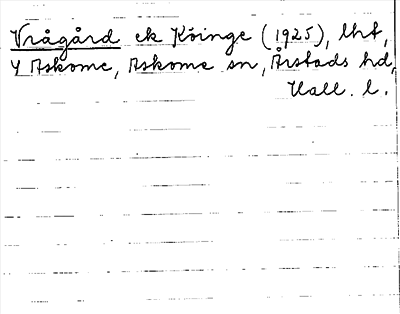 Vrågård ek Köinge (1925), lht,
Y Askome, Askome sn, Årstads hd,
Hall. l.